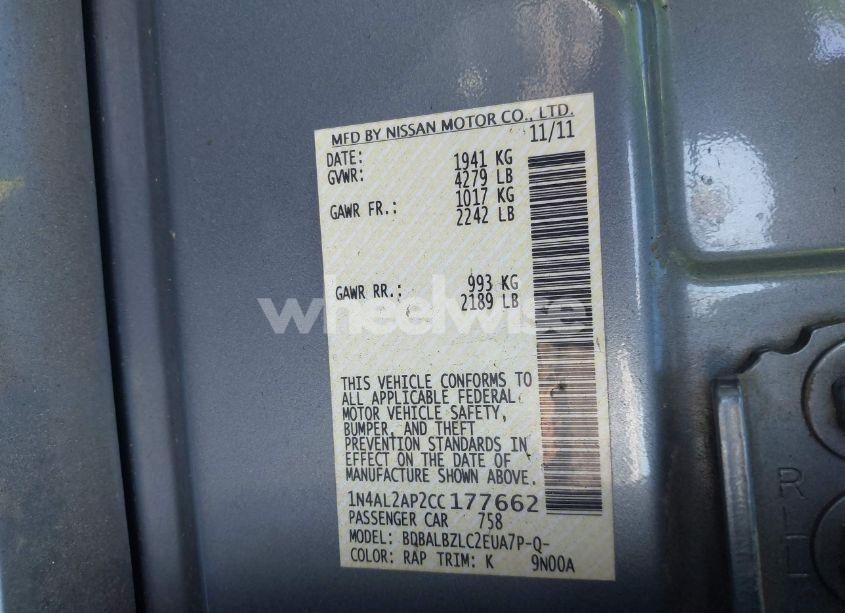 MFD BY NISSAN MOTOR CO., LTD.
DATE: 11/11
GVWR: 1941 KG
4279 LB
GAWR FR.: 1017 KG
2242 LB
GAWR RR.: 993 KG
2189 LB
wheelwise
THIS VEHICLE CONFORMS TO
ALL APPLICABLE FEDERAL
MOTOR VEHICLE SAFETY,
BUMPER, AND THEFT
PREVENTION STANDARDS IN
EFFECT ON THE DATE OF
MANUFACTURE SHOWN ABOVE.
1N4AL2AP2CC177662
PASSENGER CAR 758
MODEL: BDBALBZLC2EUA7P-Q-
COLOR: RAP TRIM: K 9N00A
R
L